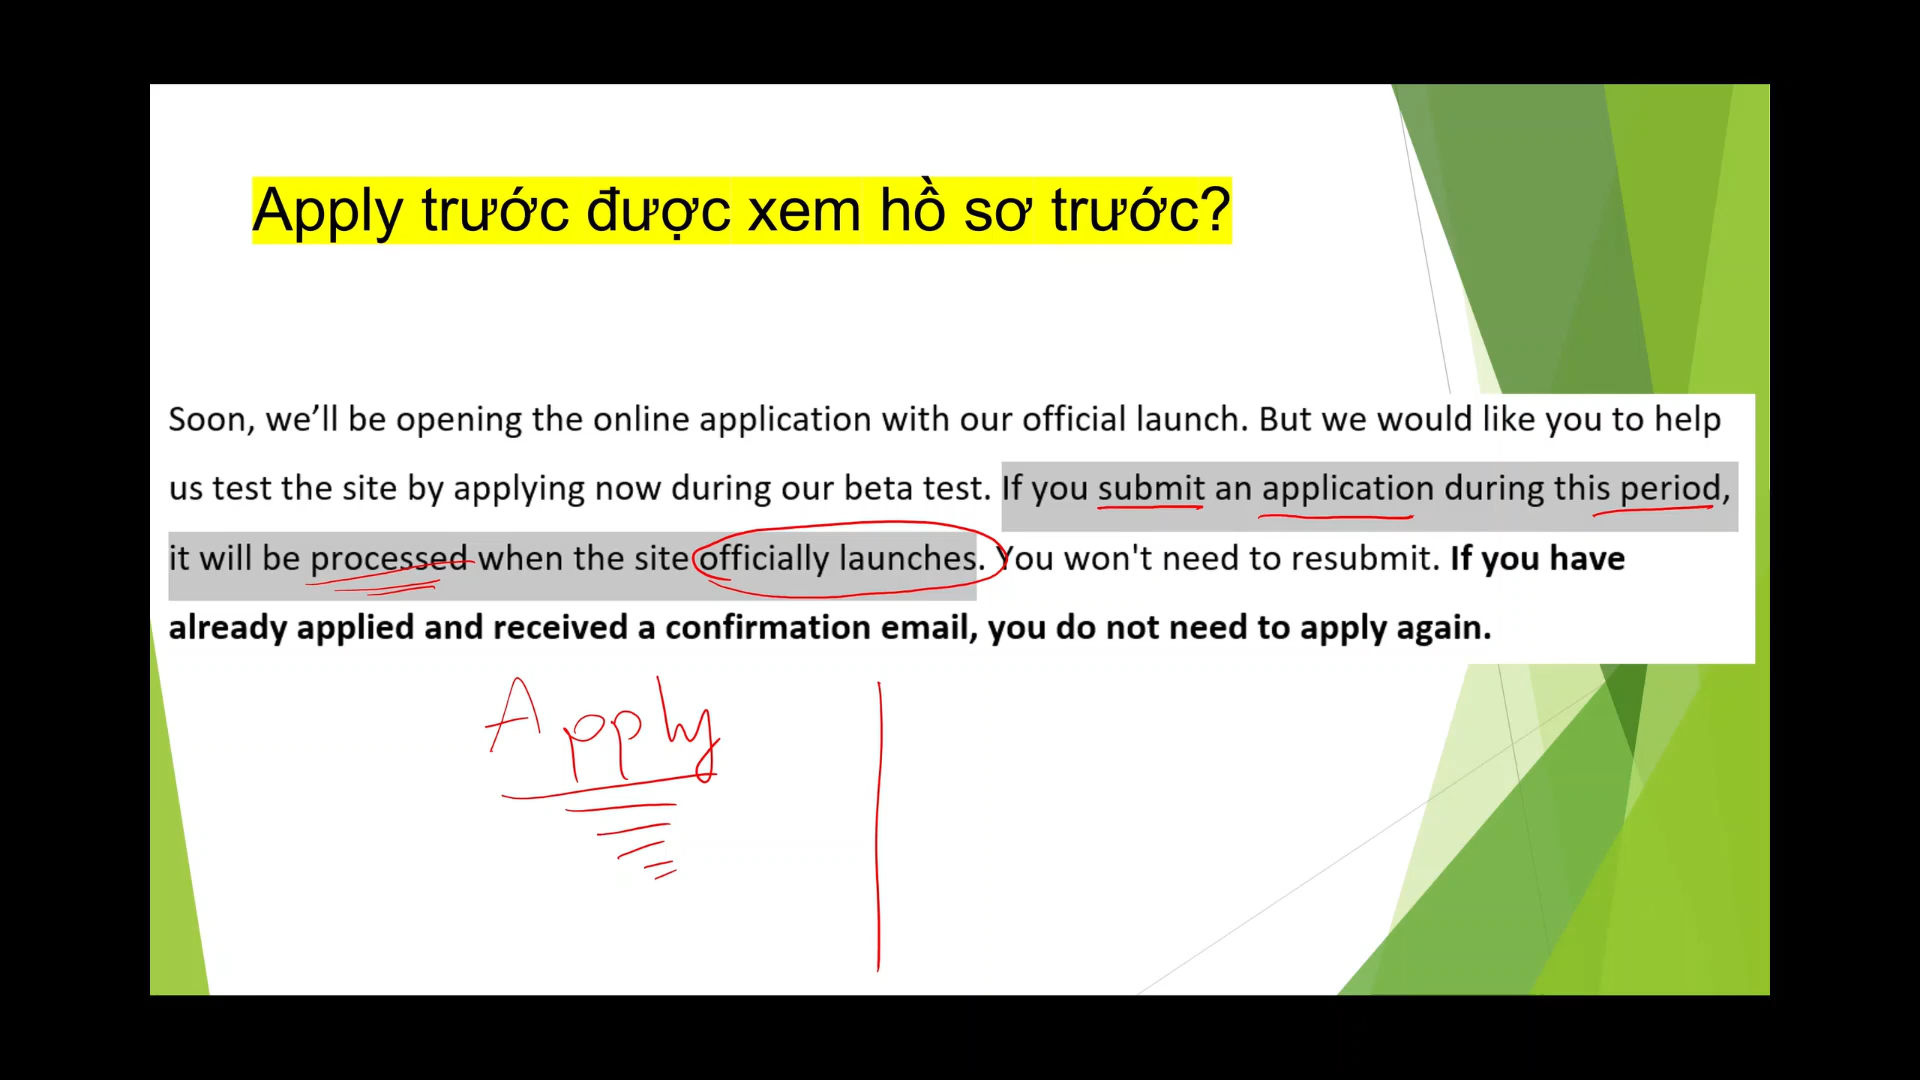 Apply trước được xem hồ sơ trước?
Soon, we’ll be opening the online application with our official launch. But we would like you to help
us test the site by applying now during our beta test. If you submit an application during this period,
it will be processed when the site officially launches. You won't need to resubmit. If you have
already applied and received a confirmation email, you do not need to apply again.
Apply